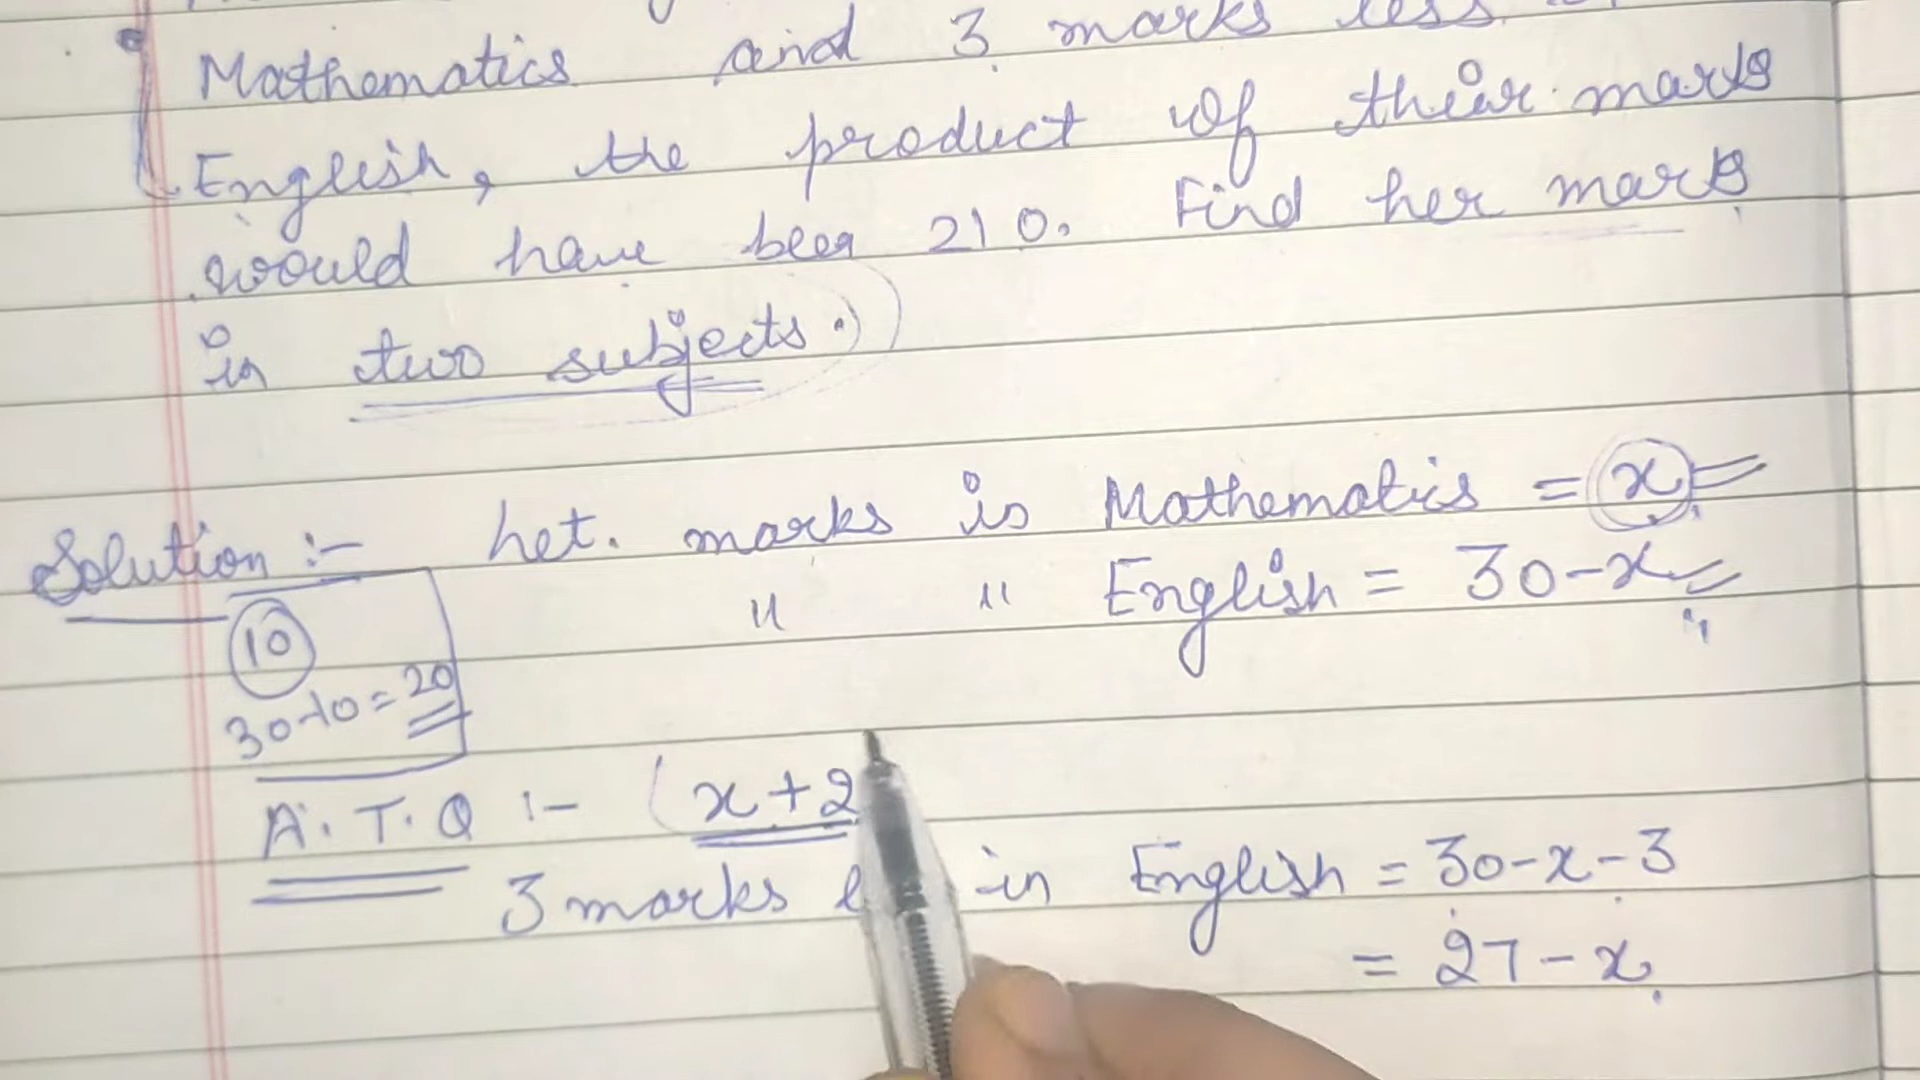 Mathematics and 3 marks less
English, the product of their marks
would have been 210. Find her marks
in two subjects.
Solution :- Let. marks is Mathematics = x
" " English = 30-x
10
30-10=20
A.T.Q :- (x+2
3 marks in English = 30-x-3
= 27-x